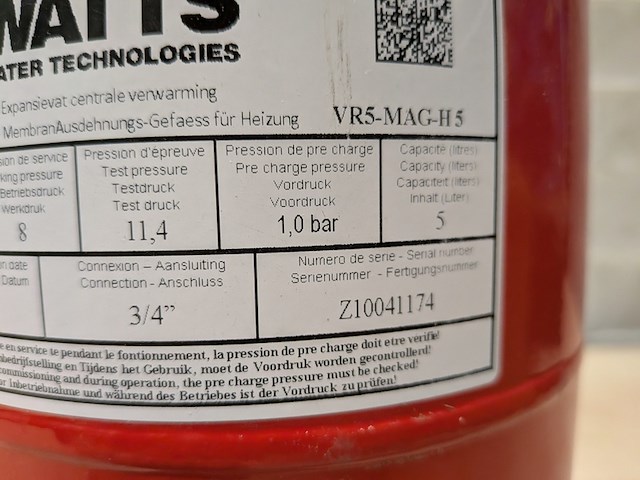 WATTS
ATER TECHNOLOGIES
Expansievat centrale verwarming
MembranAusdehnungs-Gefaess für Heizung VR5-MAG-H 5
sion de service
king pressure
Betriebsdruck
Werkdruk
8
Pression d'épreuve
Test pressure
Testdruck
Test druck
11,4
Pression de pre charge
Pre charge pressure
Vordruck
Voordruck
1,0 bar
Capacité (litres)
Capacity (liters)
Capaciteit (liters)
Inhalt (Liter)
5
n date
Datum
Connexion – Aansluiting
Connection - Anschluss
3/4”
Numero de serie - Serial number
Serienummer - Fertigungsnummer
Z10041174
e en service te pendant le fontionnement, la pression de pre charge doit etre verifie!
nbedrijfstelling en Tijdens het Gebruik, moet de Voordruk worden gecontrollerd!
commissioning and during operation, the pre charge pressure must be checked!
r Inbetriebnahme und während des Betriebes ist der Vordruck zu prüfen!